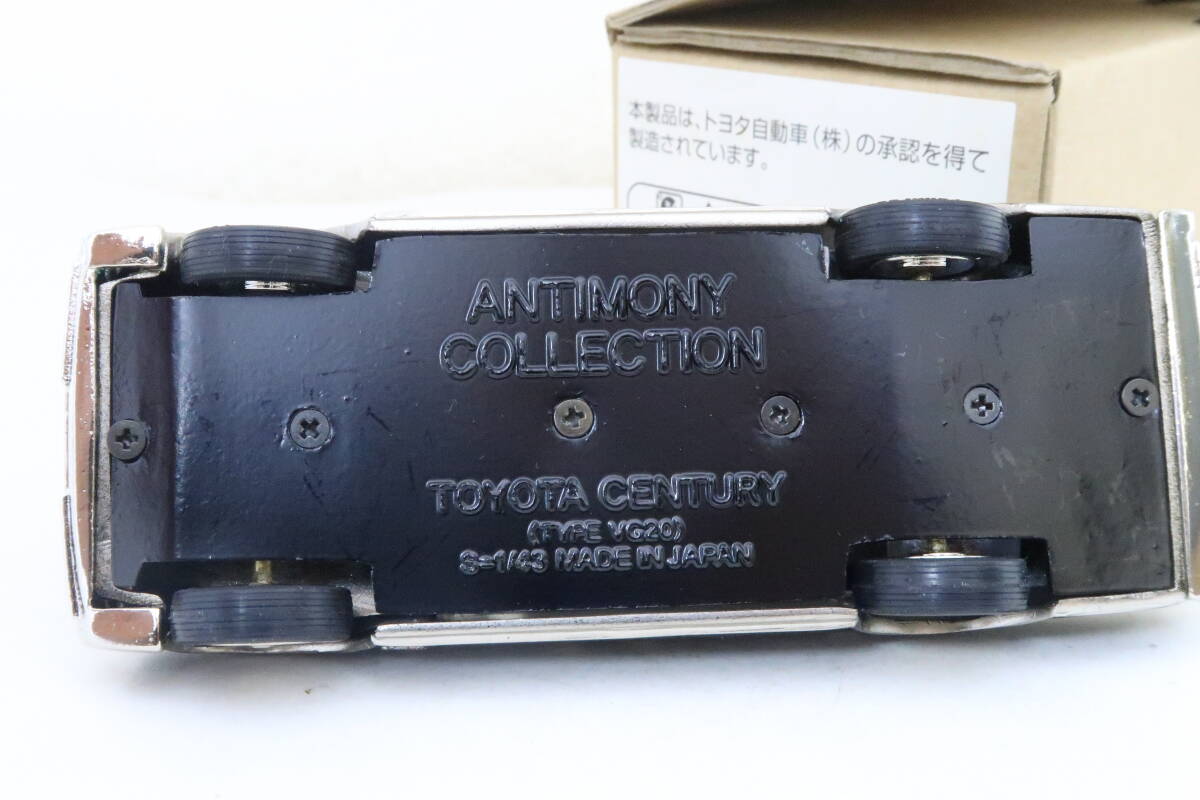 本製品は、トヨタ自動車(株)の承認を得て
製造されています。
ANTIMONY
COLLECTION
TOYOTA CENTURY
(TYPE VG20)
S=1/43 MADE IN JAPAN